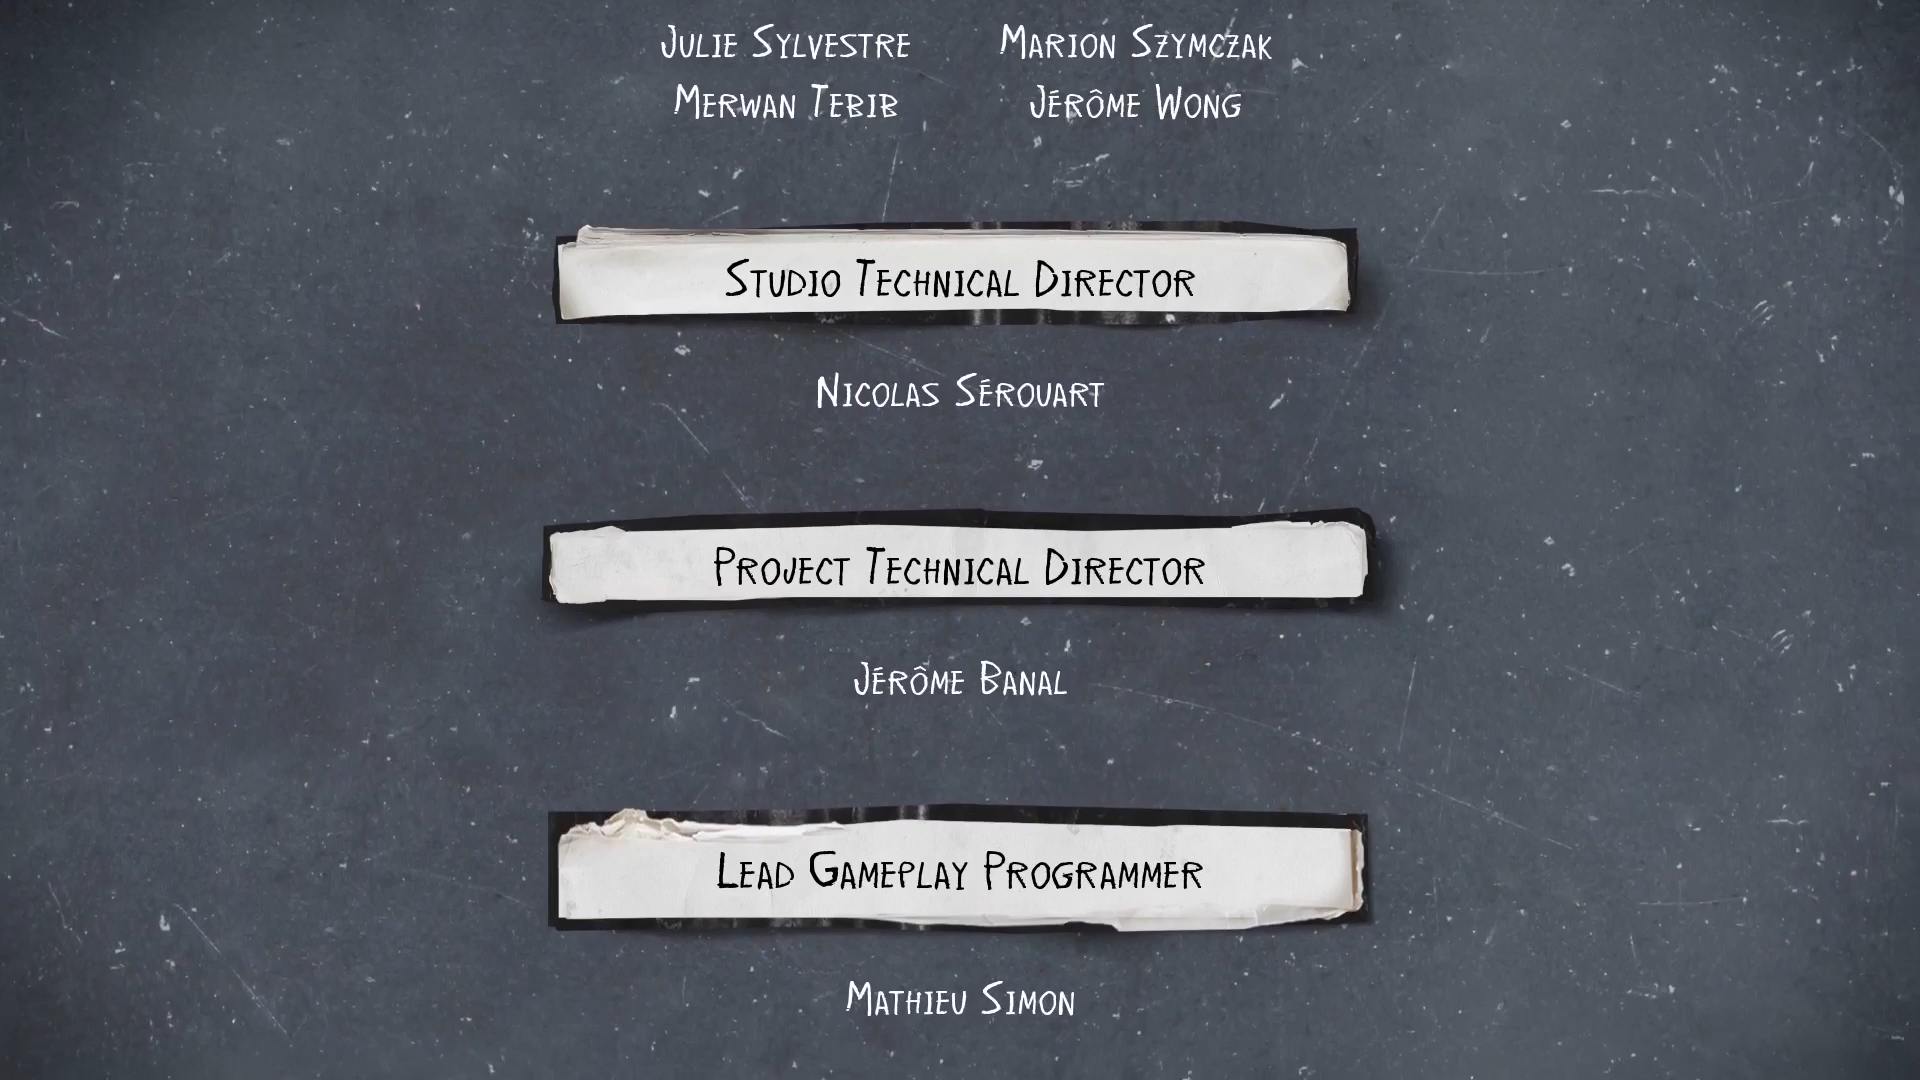 Julie Sylvestre Marion Szymczak
Merwan Tebib Jérôme Wong
Studio Technical Director
Nicolas Sérouart
Project Technical Director
Jérôme Banal
Lead Gameplay Programmer
Mathieu Simon